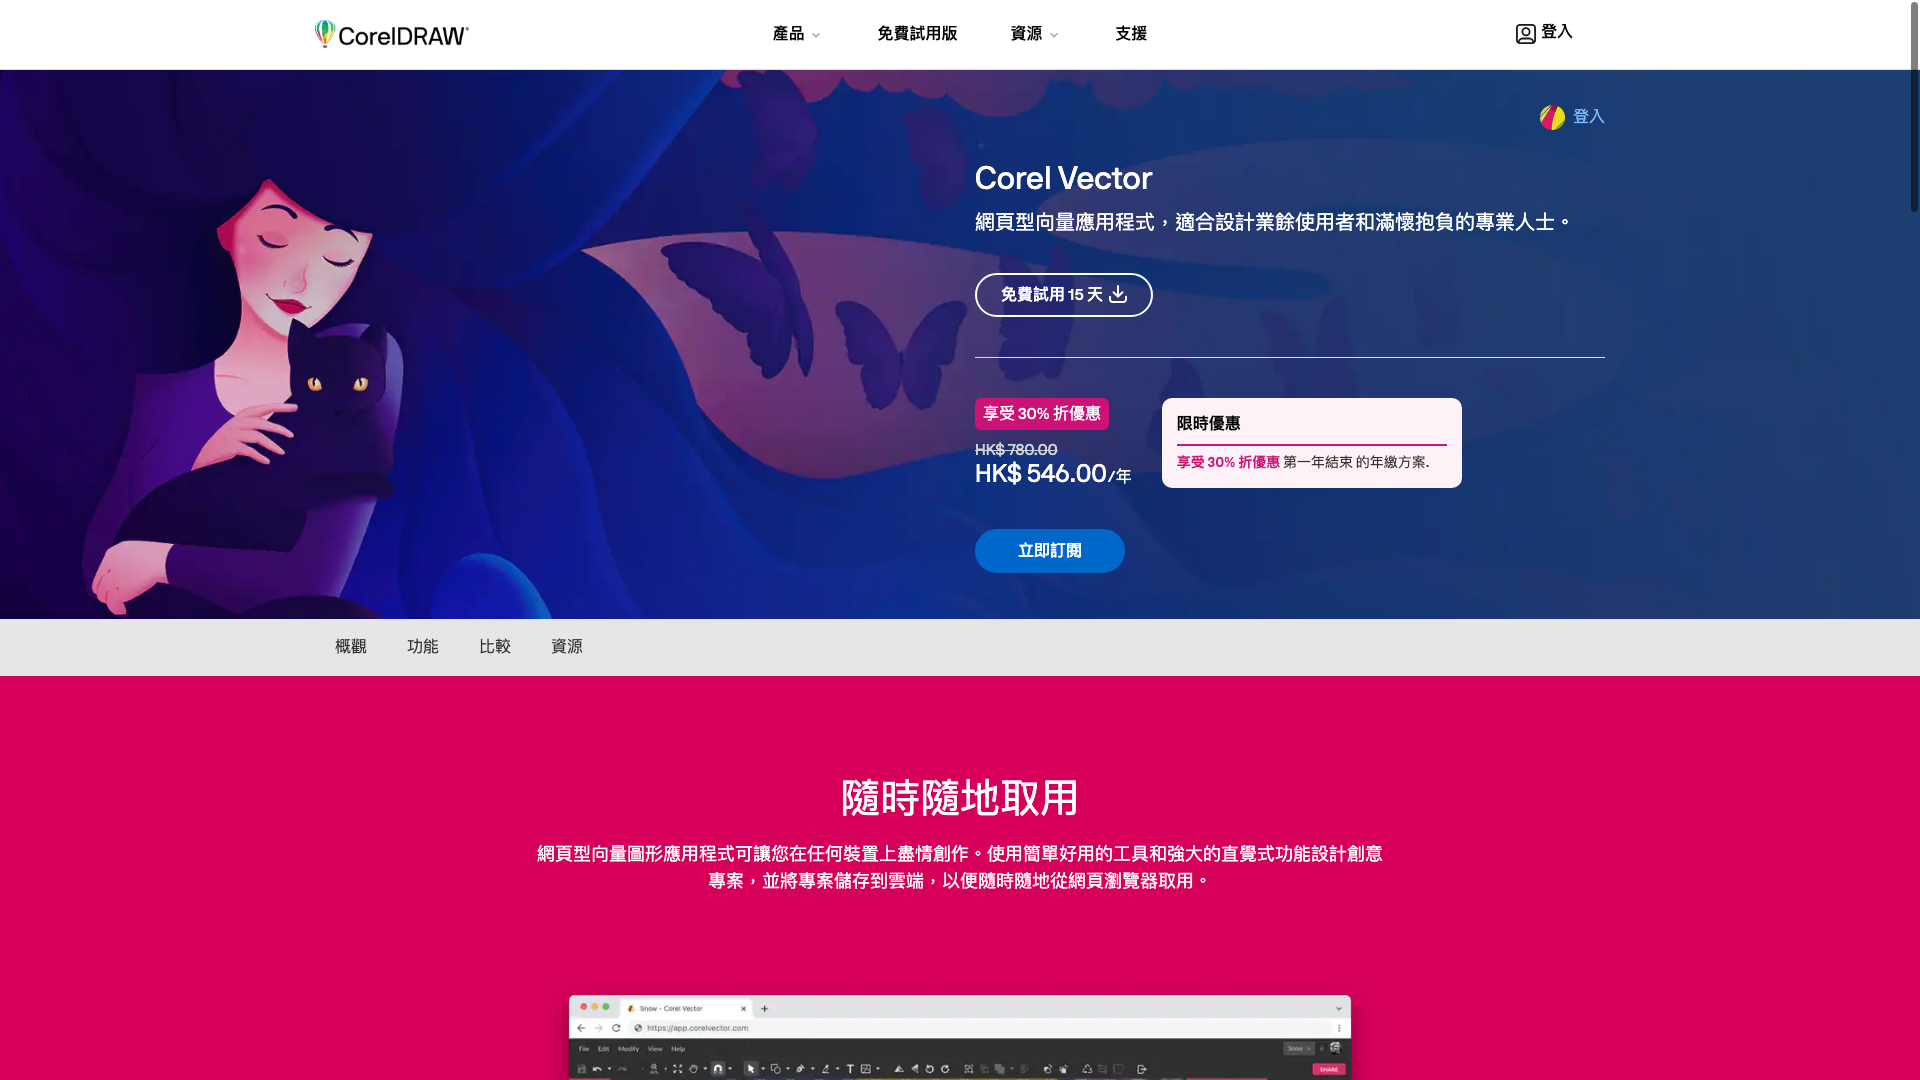 CorelDRAW
產品
免費試用版
資源
支援
登入
登入
Corel Vector
網頁型向量應用程式，適合設計業餘使用者和滿懷抱負的專業人士。
免費試用 15 天
享受 30% 折優惠
HK$ 780.00
HK$ 546.00/年
限時優惠
享受 30% 折優惠 第一年結束 的年繳方案.
立即訂閱
概觀
功能
比較
資源
隨時隨地取用
網頁型向量圖形應用程式可讓您在任何裝置上盡情創作。使用簡單好用的工具和強大的直覺式功能設計創意
專案，並將專案儲存到雲端，以便隨時隨地從網頁瀏覽器取用。
Snow - Corel Vector
https://app.corelvector.com
File Edit Modify View Help
Snow
SHARE